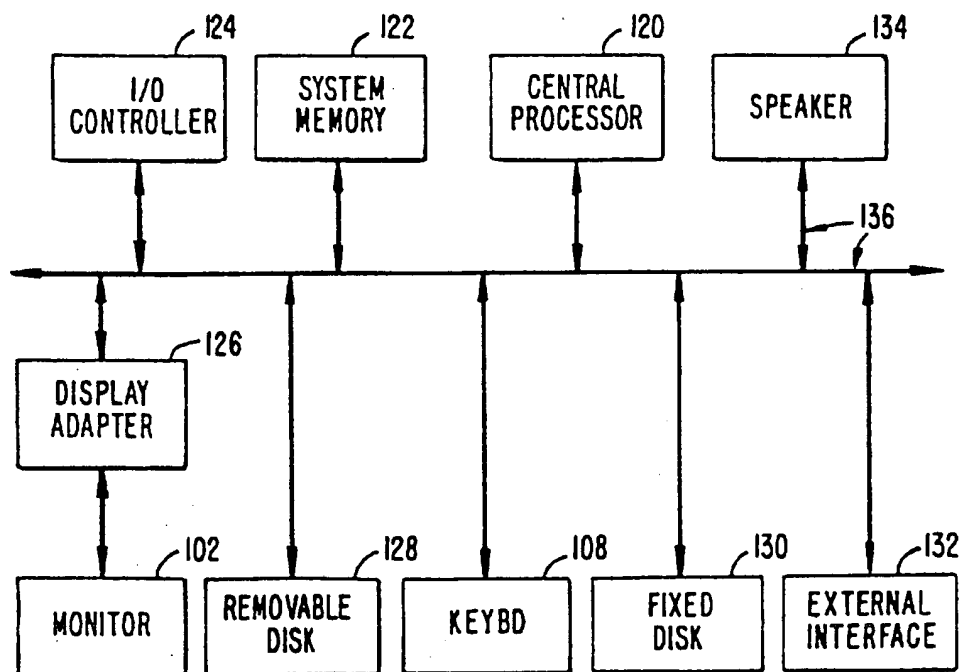 124
122
120
134
I/O
CONTROLLER
SYSTEM
MEMORY
CENTRAL
PROCESSOR
SPEAKER
136
126
DISPLAY
ADAPTER
102
128
108
130
132
MONITOR
REMOVABLE
DISK
KEYBD
FIXED
DISK
EXTERNAL
INTERFACE